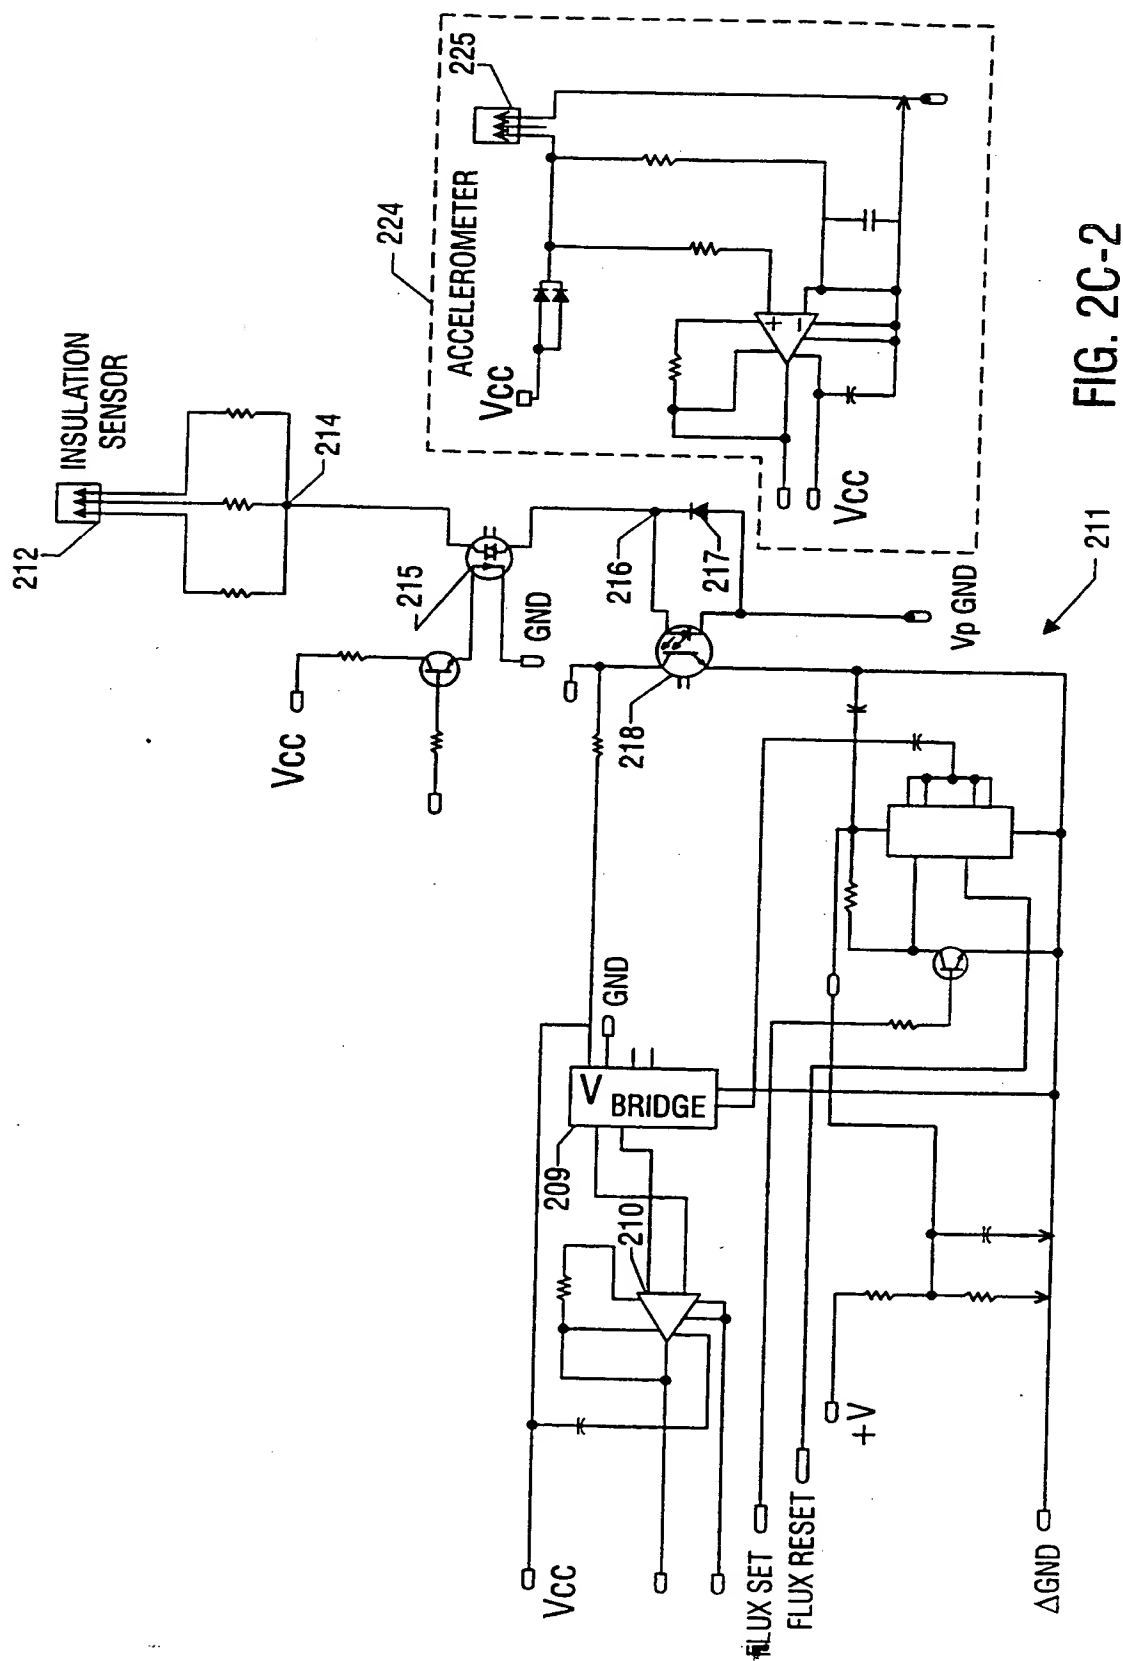 212
INSULATION
SENSOR
214
215
VCC
GND
216
217
218
Vp GND
224
225
ACCELEROMETER
VCC
+
−
VCC
209
V
BRIDGE
GND
210
VCC
FLUX SET
FLUX RESET
+V
ΔGND
211
FIG. 2C-2